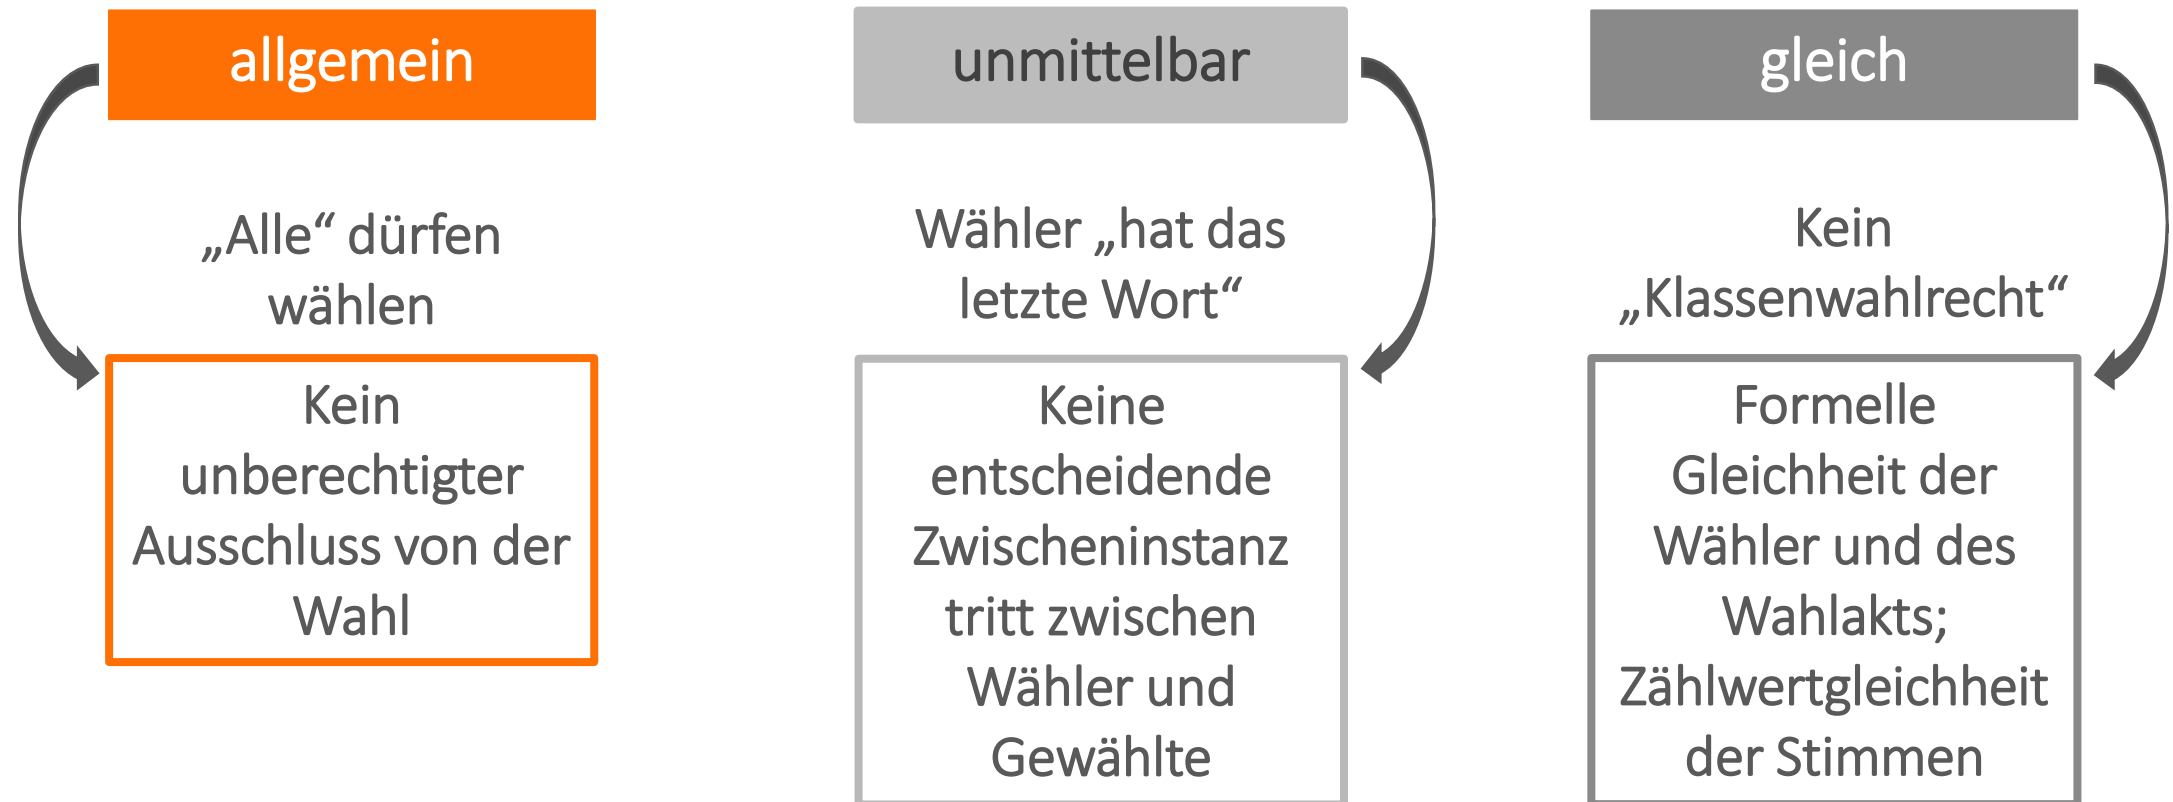 allgemein
„Alle“ dürfen
wählen
Kein
unberechtigter
Ausschluss von der
Wahl
unmittelbar
Wähler „hat das
letzte Wort“
Keine
entscheidende
Zwischeninstanz
tritt zwischen
Wähler und
Gewählte
gleich
Kein
„Klassenwahlrecht“
Formelle
Gleichheit der
Wähler und des
Wahlakts;
Zählwertgleichheit
der Stimmen